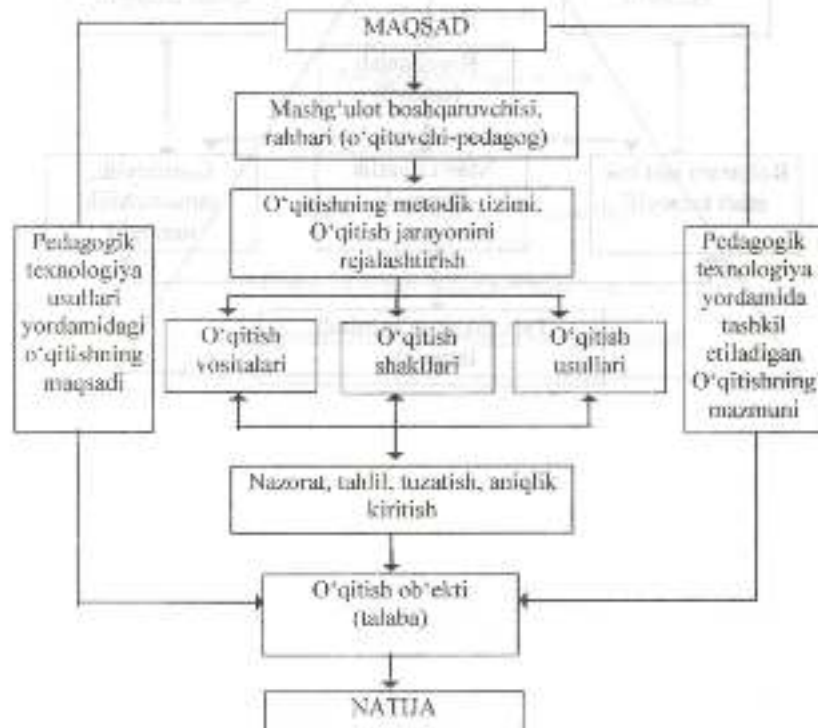 MAQSAD
Mashg‘ulot boshqaruvchisi,
rahbari (o‘qituvchi-pedagog)
O‘qitishning metodik tizimi.
O‘qitish jarayonini
rejalashtirish
Pedagogik
texnologiya
usullari
yordamidagi
o‘qitishning
maqsadi
O‘qitish
vositalari
O‘qitish
shakllari
O‘qitish
usullari
Pedagogik
texnologiya
yordamida
tashkil
etiladigan
O‘qitishning
mazmuni
Nazorat, tahlil, tuzatish, aniqlik
kiritish
O‘qitish ob‘ekti
(talaba)
NATIJA